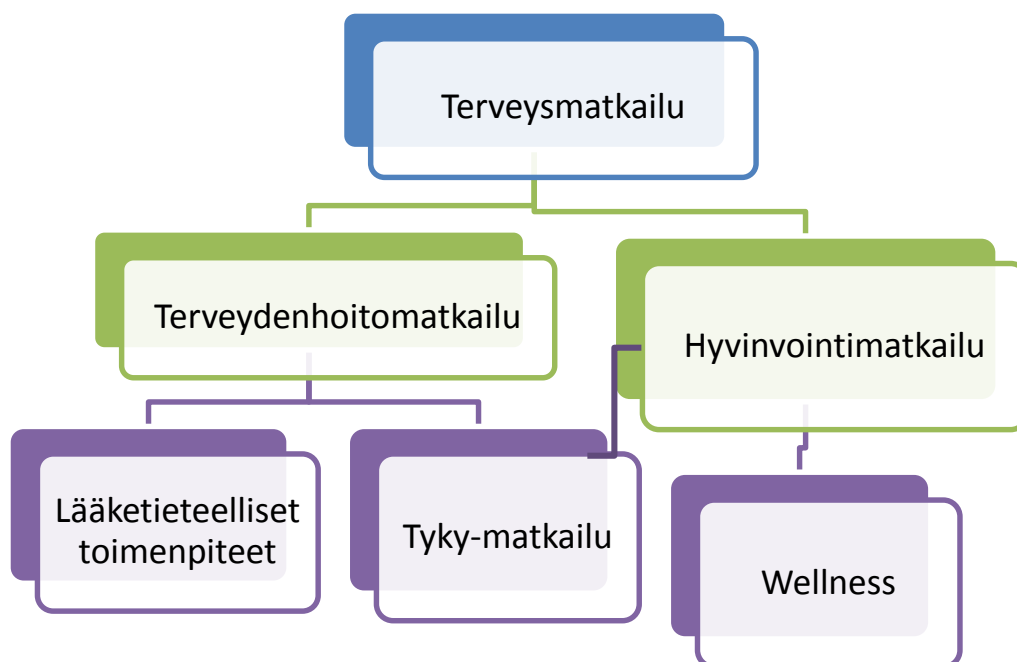 Terveysmatkailu
Terveydenhoitomatkailu
Hyvinvointimatkailu
Lääketieteelliset
toimenpiteet
Tyky-matkailu
Wellness